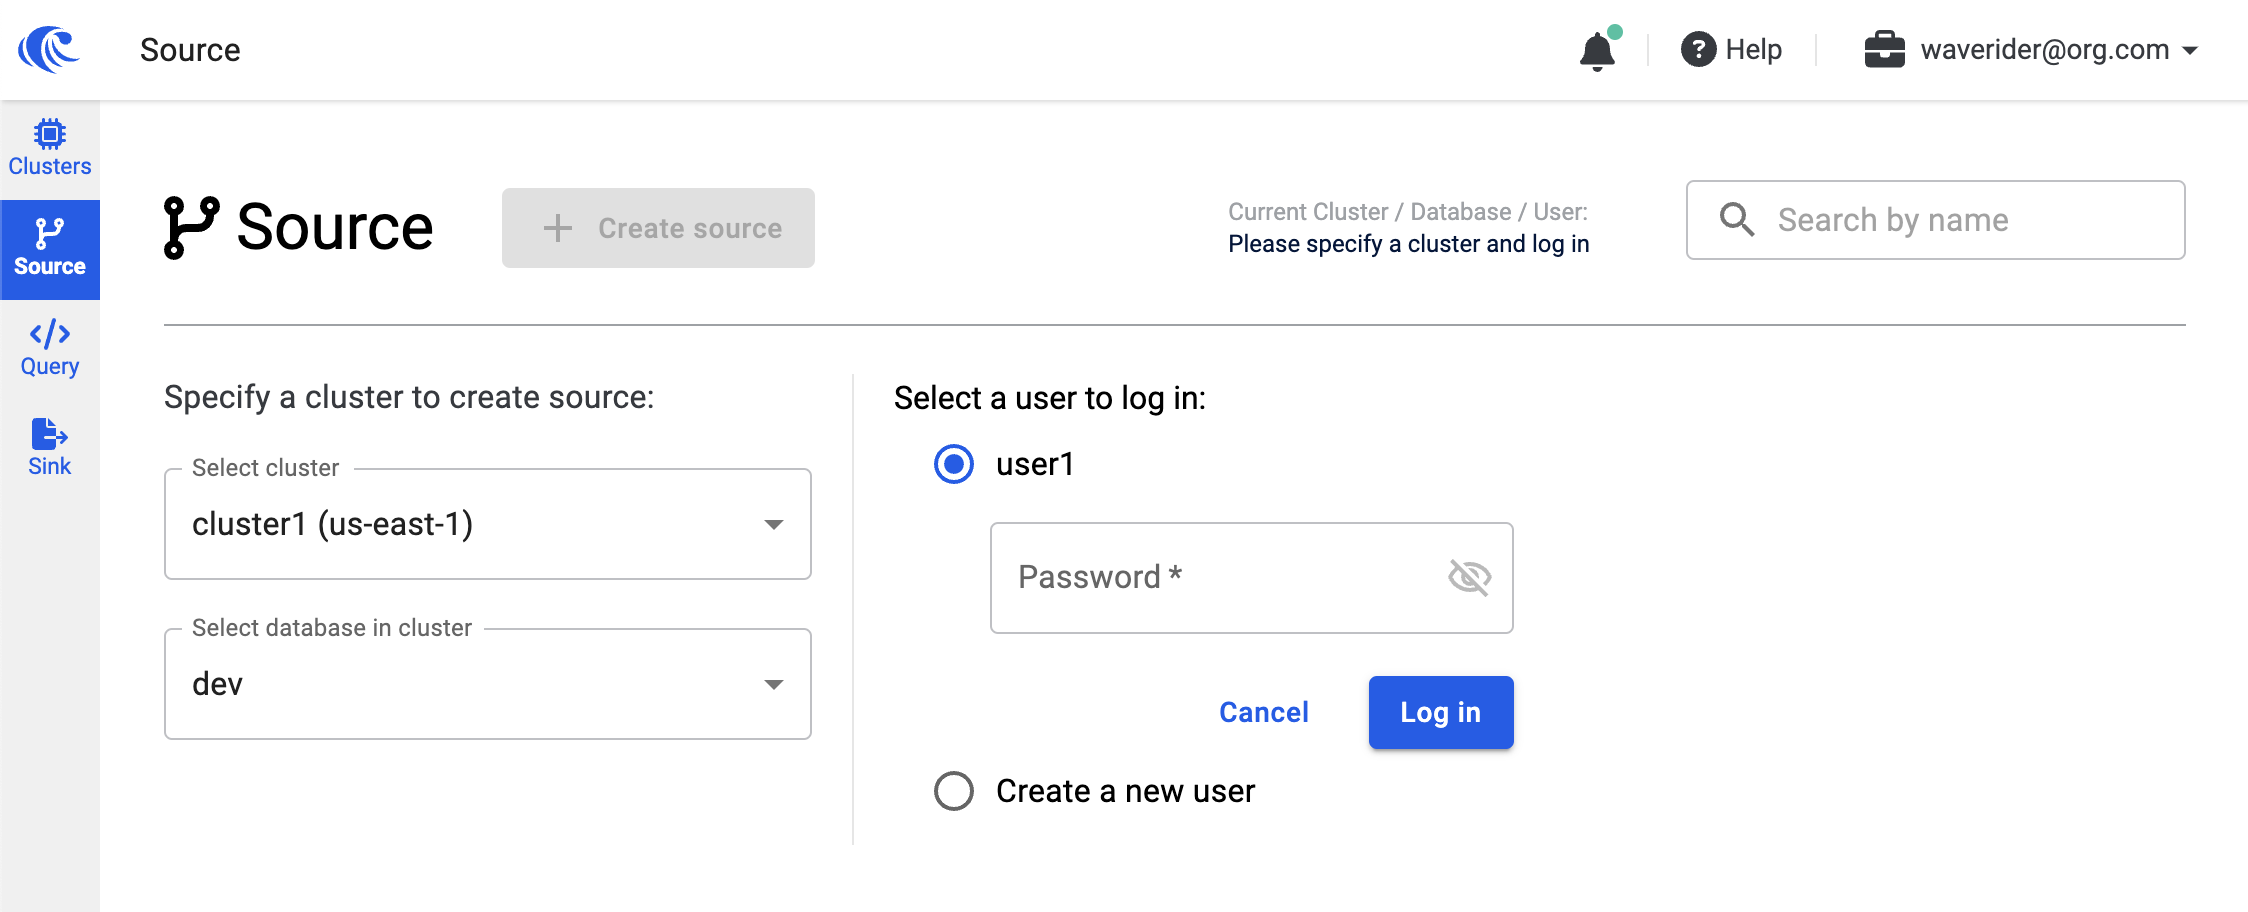 Source
Help
waverider@org.com
Clusters
Source
Query
Sink
Source
+ Create source
Current Cluster / Database / User:
Please specify a cluster and log in
Search by name
Specify a cluster to create source:
Select cluster
cluster1 (us-east-1)
Select database in cluster
dev
Select a user to log in:
user1
Password *
Cancel
Log in
Create a new user